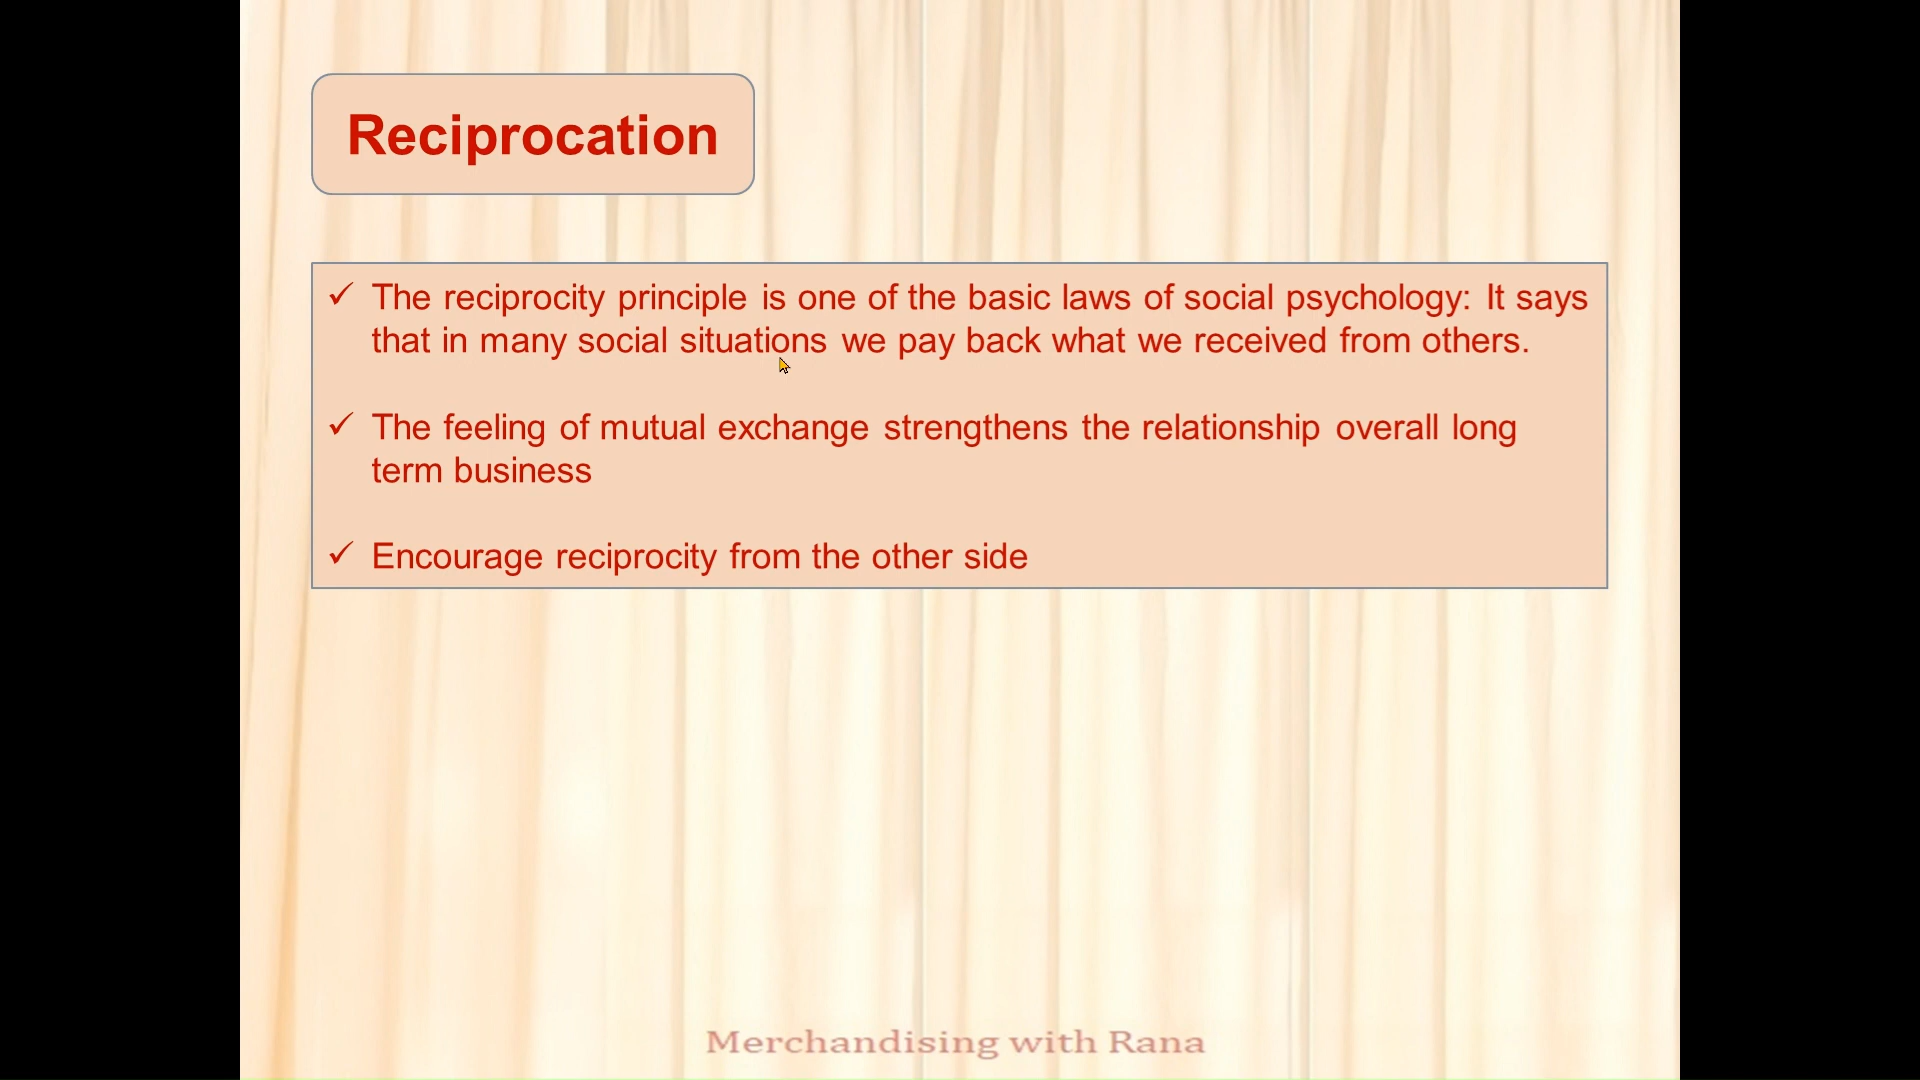 Reciprocation
✓ The reciprocity principle is one of the basic laws of social psychology: It says
that in many social situations we pay back what we received from others.
✓ The feeling of mutual exchange strengthens the relationship overall long
term business
✓ Encourage reciprocity from the other side
Merchandising with Rana